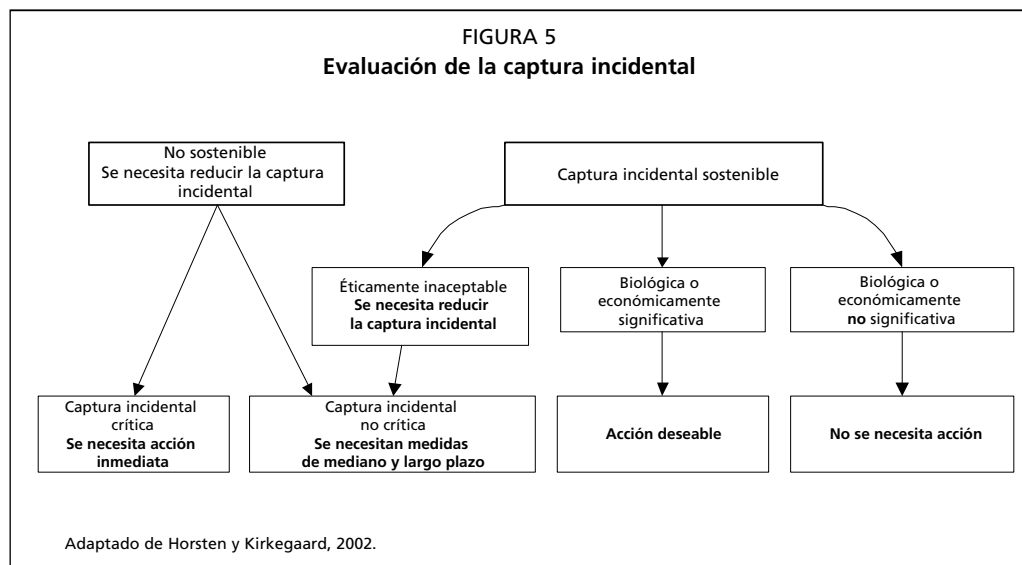 FIGURA 5
Evaluación de la captura incidental
No sostenible
Se necesita reducir la captura
incidental
Captura incidental sostenible
Éticamente inaceptable
Se necesita reducir
la captura incidental
Biológica o
económicamente
significativa
Biológica o
económicamente
no significativa
Captura incidental
crítica
Se necesita acción
inmediata
Captura incidental
no crítica
Se necesitan medidas
de mediano y largo plazo
Acción deseable
No se necesita acción
Adaptado de Horsten y Kirkegaard, 2002.